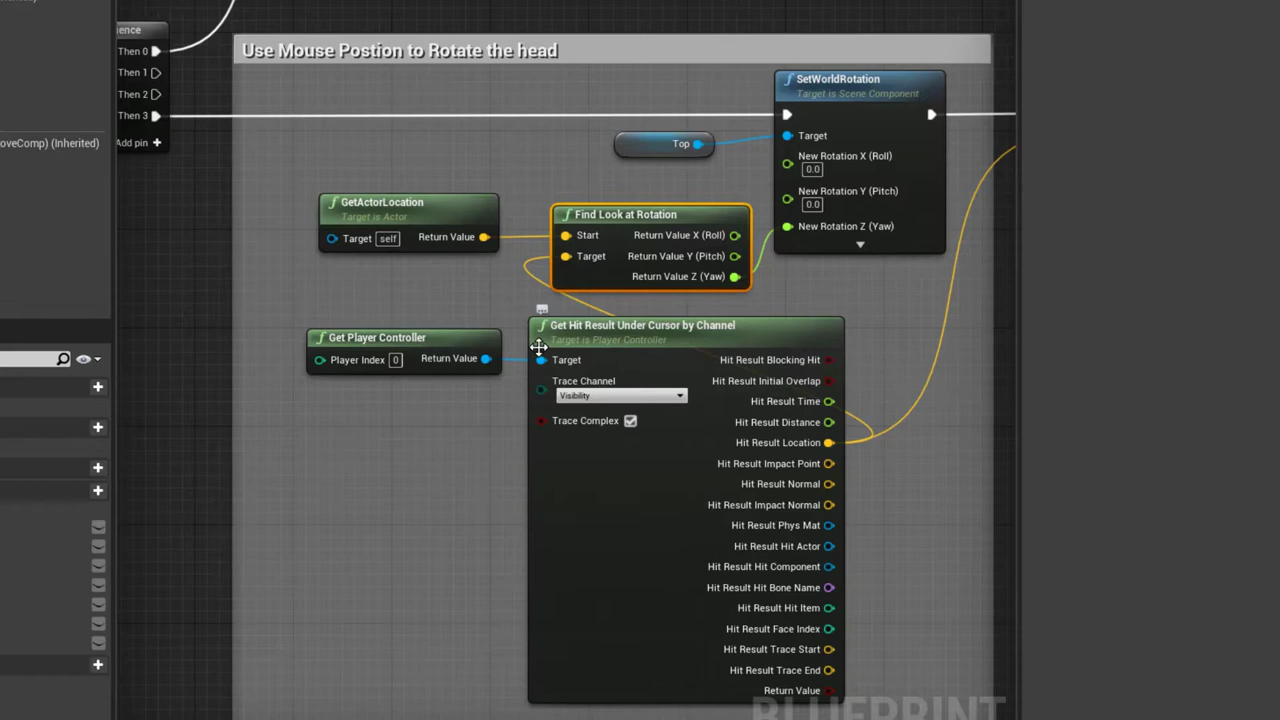 ence
Then 0
Then 1
Then 2
Then 3
Add pin
oveComp) (Inherited)
Use Mouse Postion to Rotate the head
SetWorldRotation
Target is Scene Component
Target
New Rotation X (Roll)
0.0
New Rotation Y (Pitch)
0.0
New Rotation Z (Yaw)
Top
GetActorLocation
Target is Actor
Target self Return Value
Find Look at Rotation
Start Return Value X (Roll)
Target Return Value Y (Pitch)
Return Value Z (Yaw)
Get Player Controller
Player Index 0 Return Value
Get Hit Result Under Cursor by Channel
Target is Player Controller
Target Hit Result Blocking Hit
Trace Channel Hit Result Initial Overlap
Visibility Hit Result Time
Trace Complex Hit Result Distance
Hit Result Location
Hit Result Impact Point
Hit Result Normal
Hit Result Impact Normal
Hit Result Phys Mat
Hit Result Hit Actor
Hit Result Hit Component
Hit Result Hit Bone Name
Hit Result Hit Item
Hit Result Face Index
Hit Result Trace Start
Hit Result Trace End
Return Value
BLUEPRINT